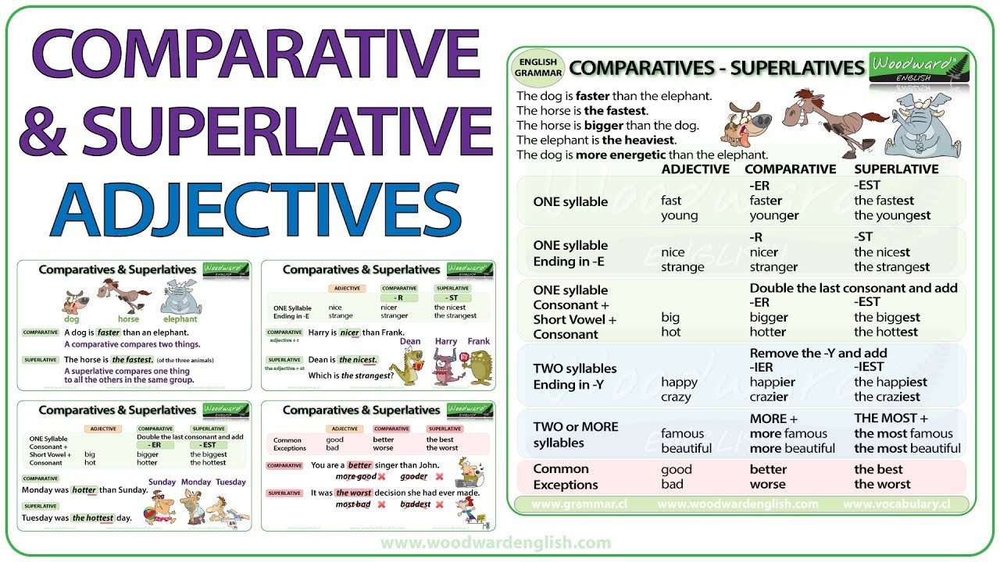 COMPARATIVE
& SUPERLATIVE
ADJECTIVES
Comparatives & Superlatives Woodward ENGLISH
dog horse elephant
COMPARATIVE A dog is faster than an elephant.
A comparative compares two things.
SUPERLATIVE The horse is the fastest. (of the three animals)
A superlative compares one thing
to all the others in the same group.
Comparatives & Superlatives Woodward ENGLISH
ADJECTIVE COMPARATIVE SUPERLATIVE
- R - ST
ONE Syllable nice nicer the nicest
Ending in -E strange stranger the strangest
COMPARATIVE Harry is nicer than Frank.
adjective + r
Dean Harry Frank
SUPERLATIVE Dean is the nicest.
the adjective + st
Which is the strangest?
Comparatives & Superlatives Woodward ENGLISH
ADJECTIVE COMPARATIVE SUPERLATIVE
Double the last consonant and add
ONE Syllable - ER - EST
Consonant +
Short Vowel + big bigger the biggest
Consonant hot hotter the hottest
COMPARATIVE
Sunday Monday Tuesday
Monday was hotter than Sunday.
SUPERLATIVE
Tuesday was the hottest day.
Comparatives & Superlatives Woodward ENGLISH
ADJECTIVE COMPARATIVE SUPERLATIVE
Common good better the best
Exceptions bad worse the worst
COMPARATIVE You are a better singer than John.
more good gooder
SUPERLATIVE It was the worst decision she had ever made.
most bad baddest
ENGLISH
GRAMMAR
COMPARATIVES - SUPERLATIVES
Woodward®
ENGLISH
The dog is faster than the elephant.
The horse is the fastest.
The horse is bigger than the dog.
The elephant is the heaviest.
The dog is more energetic than the elephant.
ADJECTIVE COMPARATIVE SUPERLATIVE
-ER -EST
ONE syllable fast faster the fastest
young younger the youngest
-R -ST
ONE syllable
Ending in -E
nice nicer the nicest
strange stranger the strangest
Double the last consonant and add
-ER -EST
ONE syllable
Consonant +
Short Vowel +
Consonant
big bigger the biggest
hot hotter the hottest
Remove the -Y and add
-IER -IEST
TWO syllables
Ending in -Y
happy happier the happiest
crazy crazier the craziest
MORE + THE MOST +
TWO or MORE
syllables
famous more famous the most famous
beautiful more beautiful the most beautiful
Common
Exceptions
good better the best
bad worse the worst
www.grammar.cl www.woodwardenglish.com www.vocabulary.cl
www.woodwardenglish.com